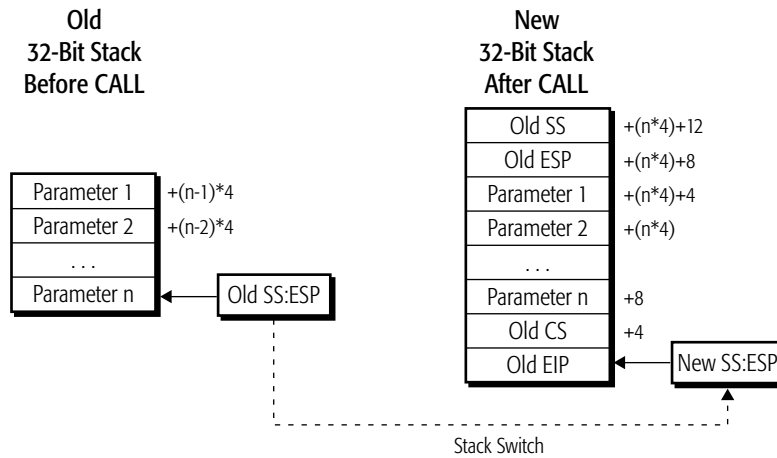 Old
32-Bit Stack
Before CALL
New
32-Bit Stack
After CALL
Old SS +(n*4)+12
Old ESP +(n*4)+8
Parameter 1 +(n-1)*4
Parameter 1 +(n*4)+4
Parameter 2 +(n-2)*4
Parameter 2 +(n*4)
. . .
. . .
Parameter n
Old SS:ESP
Parameter n +8
Old CS +4
Old EIP
New SS:ESP
Stack Switch